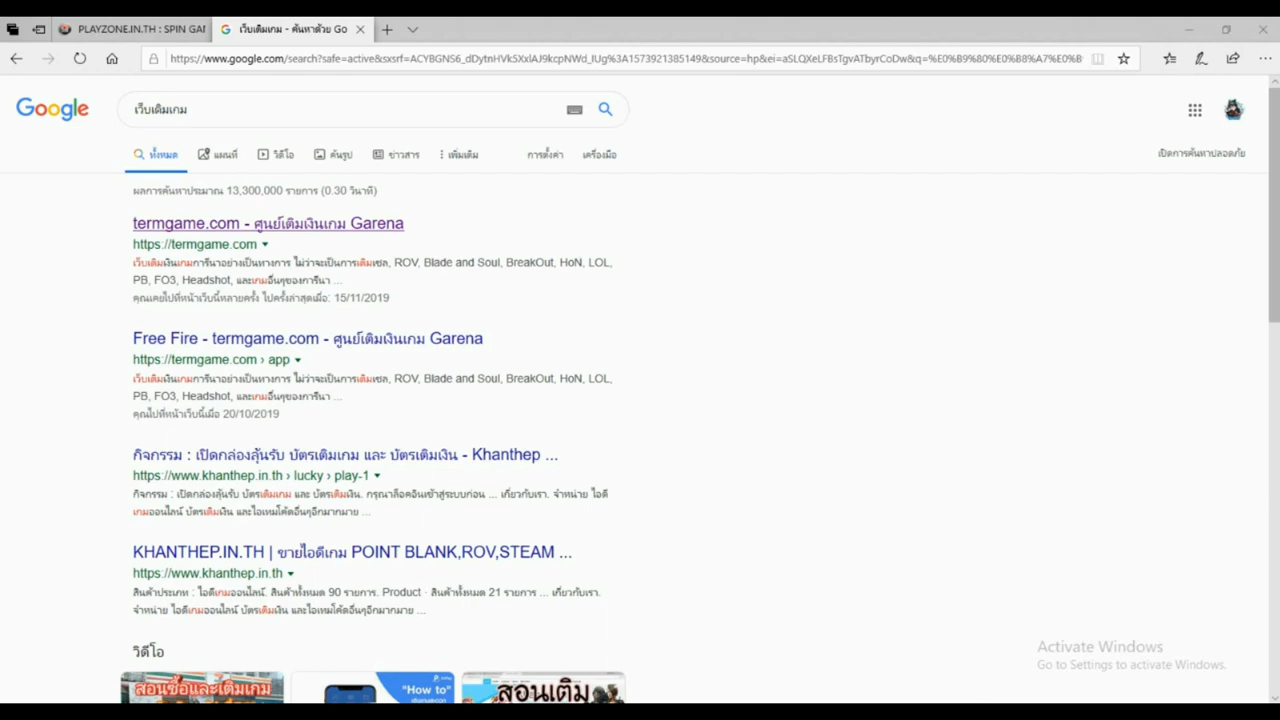 PLAYZONE.IN.TH : SPIN GAM
เว็บเติมเกม - ค้นหาด้วย Go
https://www.google.com/search?safe=active&sxsrf=ACYBGNS6_dDytnHVk5XxlAJ9kcpNWd_IUg%3A1573921385149&source=hp&ei=aSLQXeLFBsTgvATbyrCoDw&q=%E0%B9%80%E0%B8%A7%E0%B9
Google
เว็บเติมเกม
ทั้งหมด แผนที่ วิดีโอ ค้นรูป ข่าวสาร เพิ่มเติม การตั้งค่า เครื่องมือ
เปิดการค้นหาปลอดภัย
ผลการค้นหาประมาณ 13,300,000 รายการ (0.30 วินาที)
termgame.com - ศูนย์เติมเงินเกม Garena
https://termgame.com
เว็บเติมเงินเกมการีนาอย่างเป็นทางการ ไม่ว่าจะเป็นการเติมเชล, ROV, Blade and Soul, BreakOut, HoN, LOL,
PB, FO3, Headshot, และเกมอื่นๆของการีนา ...
คุณเคยไปที่หน้าเว็บนี้หลายครั้ง ไปครั้งล่าสุดเมื่อ: 15/11/2019
Free Fire - termgame.com - ศูนย์เติมเงินเกม Garena
https://termgame.com › app
เว็บเติมเงินเกมการีนาอย่างเป็นทางการ ไม่ว่าจะเป็นการเติมเชล, ROV, Blade and Soul, BreakOut, HoN, LOL,
PB, FO3, Headshot, และเกมอื่นๆของการีนา ...
คุณไปที่หน้าเว็บนี้เมื่อ 20/10/2019
กิจกรรม : เปิดกล่องลุ้นรับ บัตรเติมเกม และ บัตรเติมเงิน - Khanthep ...
https://www.khanthep.in.th › lucky › play-1
กิจกรรม : เปิดกล่องลุ้นรับ บัตรเติมเกม และ บัตรเติมเงิน. กรุณาล็อคอินเข้าสู่ระบบก่อน ... เกี่ยวกับเรา. จำหน่าย ไอดี
เกมออนไลน์ บัตรเติมเงิน และไอเทมโค้ดอื่นๆอีกมากมาย ...
KHANTHEP.IN.TH | ขายไอดีเกม POINT BLANK,ROV,STEAM ...
https://www.khanthep.in.th
สินค้าประเภท : ไอดีเกมออนไลน์. สินค้าทั้งหมด 90 รายการ. Product · สินค้าทั้งหมด 21 รายการ ... เกี่ยวกับเรา.
จำหน่าย ไอดีเกมออนไลน์ บัตรเติมเงิน และไอเทมโค้ดอื่นๆอีกมากมาย ...
วิดีโอ
สอนซื้อและเติมเกม
"How to"
สอนเติม
Activate Windows
Go to Settings to activate Windows.